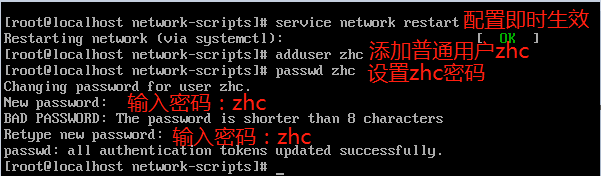 [root@localhost network-scripts]# service network restart 配置即时生效
Restarting network (via systemctl): [ OK ]
[root@localhost network-scripts]# adduser zhc 添加普通用户zhc
[root@localhost network-scripts]# passwd zhc 设置zhc密码
Changing password for user zhc.
New password: 输入密码：zhc
BAD PASSWORD: The password is shorter than 8 characters
Retype new password: 输入密码：zhc
passwd: all authentication tokens updated successfully.
[root@localhost network-scripts]# _